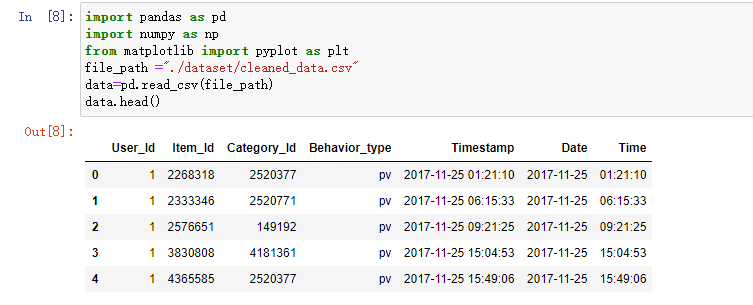 In [8]: import pandas as pd
import numpy as np
from matplotlib import pyplot as plt
file_path ="./dataset/cleaned_data.csv"
data=pd.read_csv(file_path)
data.head()
Out[8]:
User_Id Item_Id Category_Id Behavior_type Timestamp Date Time
0 1 2268318 2520377 pv 2017-11-25 01:21:10 2017-11-25 01:21:10
1 1 2333346 2520771 pv 2017-11-25 06:15:33 2017-11-25 06:15:33
2 1 2576651 149192 pv 2017-11-25 09:21:25 2017-11-25 09:21:25
3 1 3830808 4181361 pv 2017-11-25 15:04:53 2017-11-25 15:04:53
4 1 4365585 2520377 pv 2017-11-25 15:49:06 2017-11-25 15:49:06